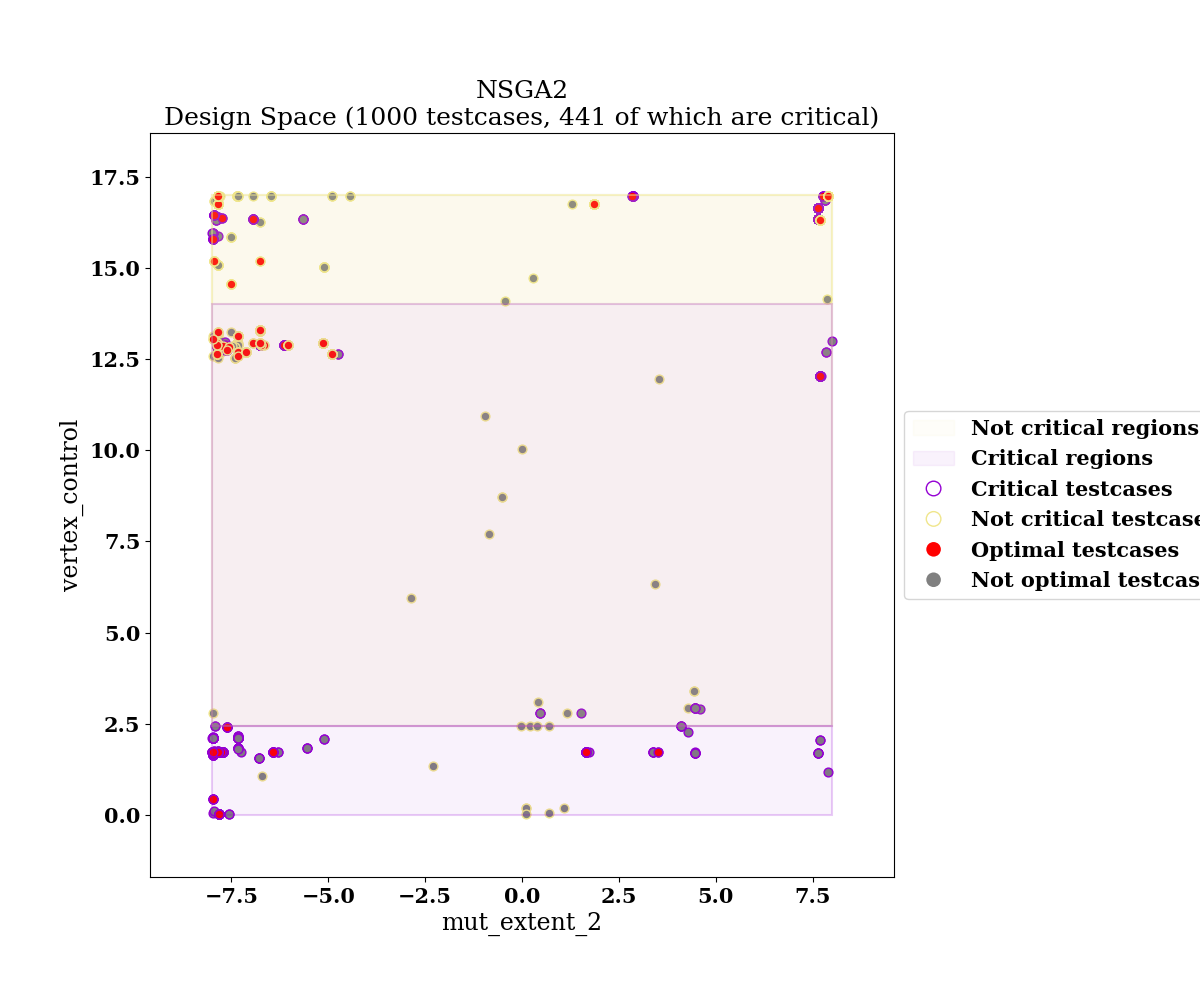 NSGA2
Design Space (1000 testcases, 441 of which are critical)
17.5
15.0
12.5
10.0
7.5
5.0
2.5
0.0
vertex_control
−7.5
−5.0
−2.5
0.0
2.5
5.0
7.5
mut_extent_2
Not critical regions
Critical regions
Critical testcases
Not critical testcase
Optimal testcases
Not optimal testcas